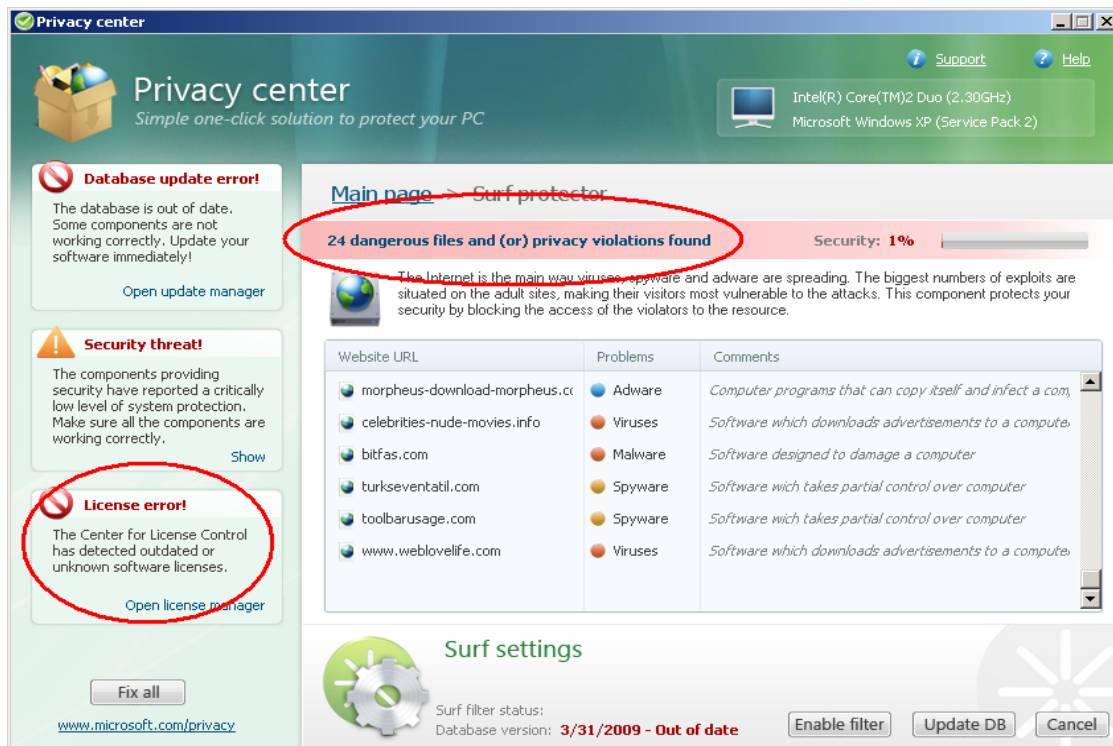 Privacy center
Support
Help
Privacy center
Simple one-click solution to protect your PC
Intel(R) Core(TM)2 Duo (2.30GHz)
Microsoft Windows XP (Service Pack 2)
Database update error!
The database is out of date.
Some components are not
working correctly. Update your
software immediately!
Open update manager
Security threat!
The components providing
security have reported a critically
low level of system protection.
Make sure all the components are
working correctly.
Show
License error!
The Center for License Control
has detected outdated or
unknown software licenses.
Open license manager
Fix all
www.microsoft.com/privacy
Main page > Surf protector
24 dangerous files and (or) privacy violations found
Security: 1%
The Internet is the main way viruses, spyware and adware are spreading. The biggest numbers of exploits are
situated on the adult sites, making their visitors most vulnerable to the attacks. This component protects your
security by blocking the access of the violators to the resource.
Website URL Problems Comments
morpheus-download-morpheus.cc Adware Computer programs that can copy itself and infect a com
celebrities-nude-movies.info Viruses Software which downloads advertisements to a compute
bitfas.com Malware Software designed to damage a computer
turkseventatil.com Spyware Software wich takes partial control over computer
toolbarusage.com Spyware Software wich takes partial control over computer
www.weblovelife.com Viruses Software which downloads advertisements to a compute
Surf settings
Surf filter status:
Database version: 3/31/2009 - Out of date
Enable filter
Update DB
Cancel